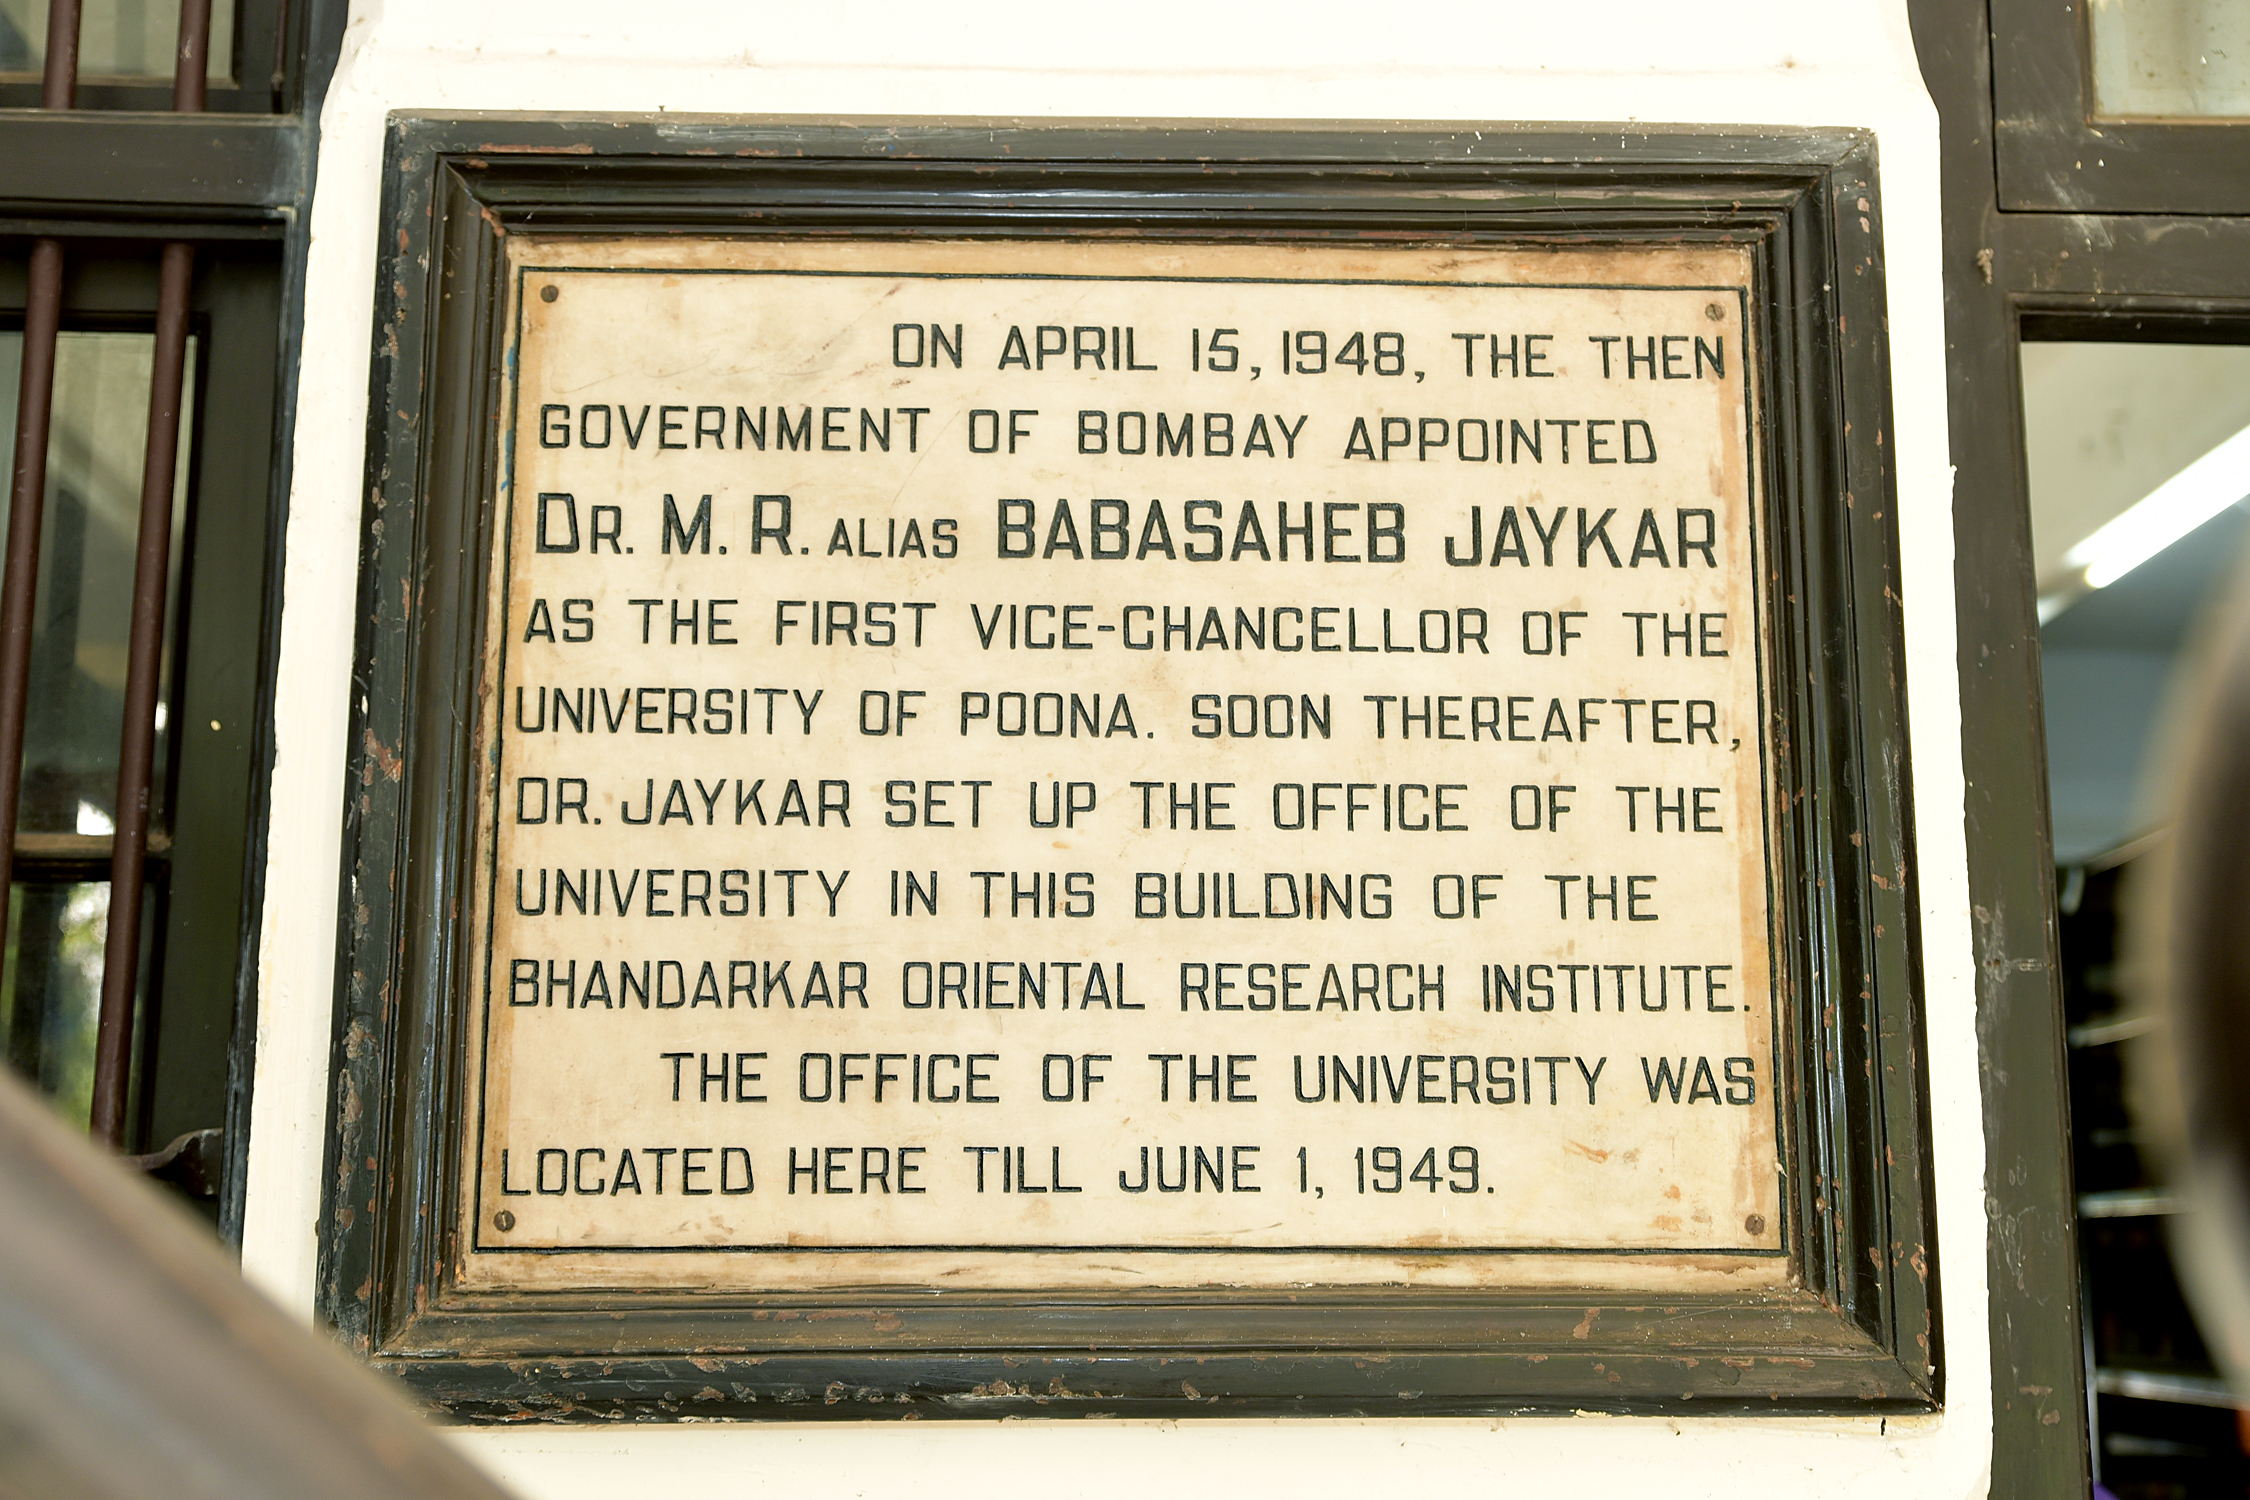 ON APRIL 15, 1948, THE THEN
GOVERNMENT OF BOMBAY APPOINTED
DR. M. R. ALIAS BABASAHEB JAYKAR
AS THE FIRST VICE-CHANCELLOR OF THE
UNIVERSITY OF POONA. SOON THEREAFTER,
DR. JAYKAR SET UP THE OFFICE OF THE
UNIVERSITY IN THIS BUILDING OF THE
BHANDARKAR ORIENTAL RESEARCH INSTITUTE.
THE OFFICE OF THE UNIVERSITY WAS
LOCATED HERE TILL JUNE 1, 1949.